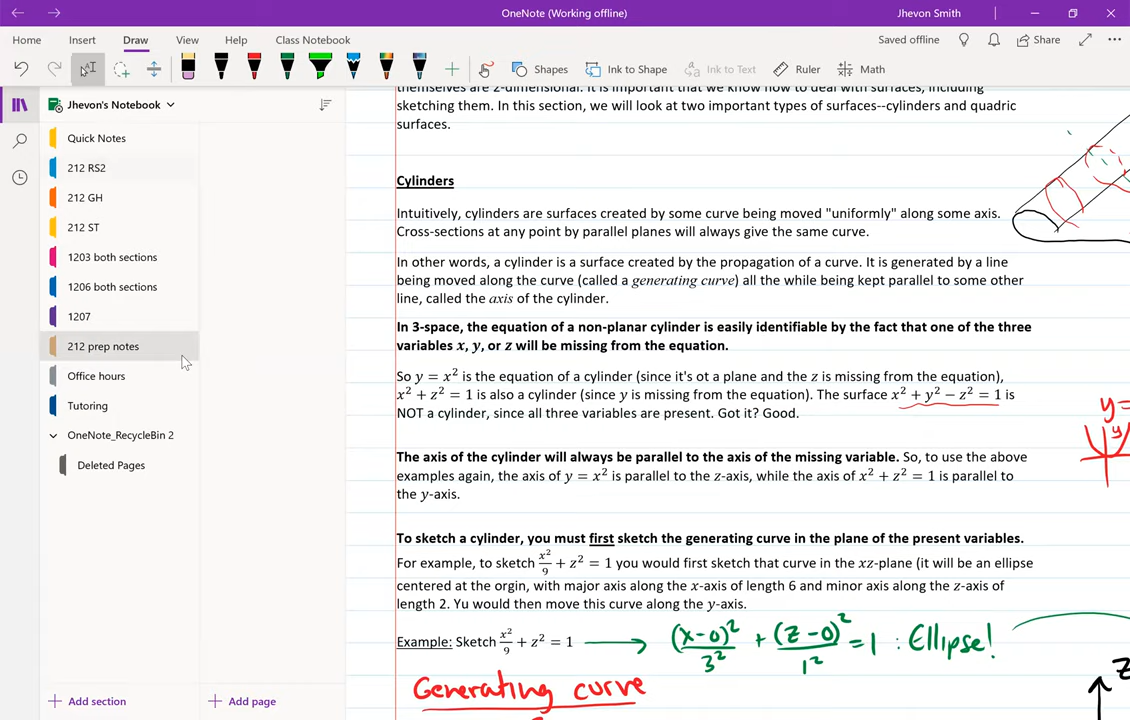 OneNote (Working offline)
Jhevon Smith
Home Insert Draw View Help Class Notebook
Saved offline
Share
Shapes
Ink to Shape
Ink to Text
Ruler
Math
Jhevon's Notebook
Quick Notes
212 RS2
212 GH
212 ST
1203 both sections
1206 both sections
1207
212 prep notes
Office hours
Tutoring
OneNote_RecycleBin 2
Deleted Pages
Add section
Add page
themselves are 2-dimensional. It is important that we know how to deal with surfaces, including
sketching them. In this section, we will look at two important types of surfaces--cylinders and quadric
surfaces.
Cylinders
Intuitively, cylinders are surfaces created by some curve being moved "uniformly" along some axis.
Cross-sections at any point by parallel planes will always give the same curve.
In other words, a cylinder is a surface created by the propagation of a curve. It is generated by a line
being moved along the curve (called a generating curve) all the while being kept parallel to some other
line, called the axis of the cylinder.
In 3-space, the equation of a non-planar cylinder is easily identifiable by the fact that one of the three
variables x, y, or z will be missing from the equation.
So y = x² is the equation of a cylinder (since it's ot a plane and the z is missing from the equation),
x² + z² = 1 is also a cylinder (since y is missing from the equation). The surface x² + y² − z² = 1 is
NOT a cylinder, since all three variables are present. Got it? Good.
The axis of the cylinder will always be parallel to the axis of the missing variable. So, to use the above
examples again, the axis of y = x² is parallel to the z-axis, while the axis of x² + z² = 1 is parallel to
the y-axis.
To sketch a cylinder, you must first sketch the generating curve in the plane of the present variables.
For example, to sketch x²/9 + z² = 1 you would first sketch that curve in the xz-plane (it will be an ellipse
centered at the orgin, with major axis along the x-axis of length 6 and minor axis along the z-axis of
length 2. Yu would then move this curve along the y-axis.
Example: Sketch x²/9 + z² = 1 ⟶ (x-0)²/3² + (z-0)²/1² = 1 : Ellipse!
Generating curve
y=
y
z